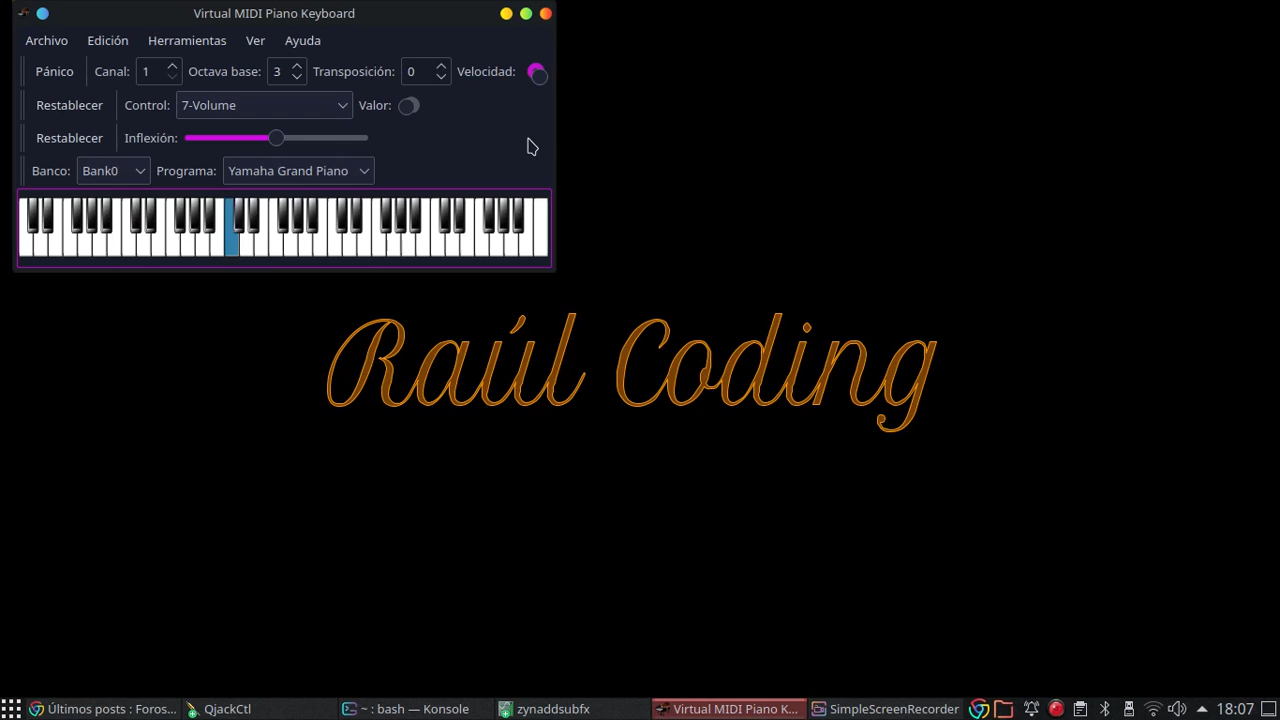 Virtual MIDI Piano Keyboard
Archivo Edición Herramientas Ver Ayuda
Pánico Canal: 1 Octava base: 3 Transposición: 0 Velocidad:
Restablecer Control: 7-Volume Valor:
Restablecer Inflexión:
Banco: Bank0 Programa: Yamaha Grand Piano
Raúl Coding
Últimos posts : Foros... QjackCtl ~ : bash — Konsole zynaddsubfx Virtual MIDI Piano K... SimpleScreenRecorder 18:07